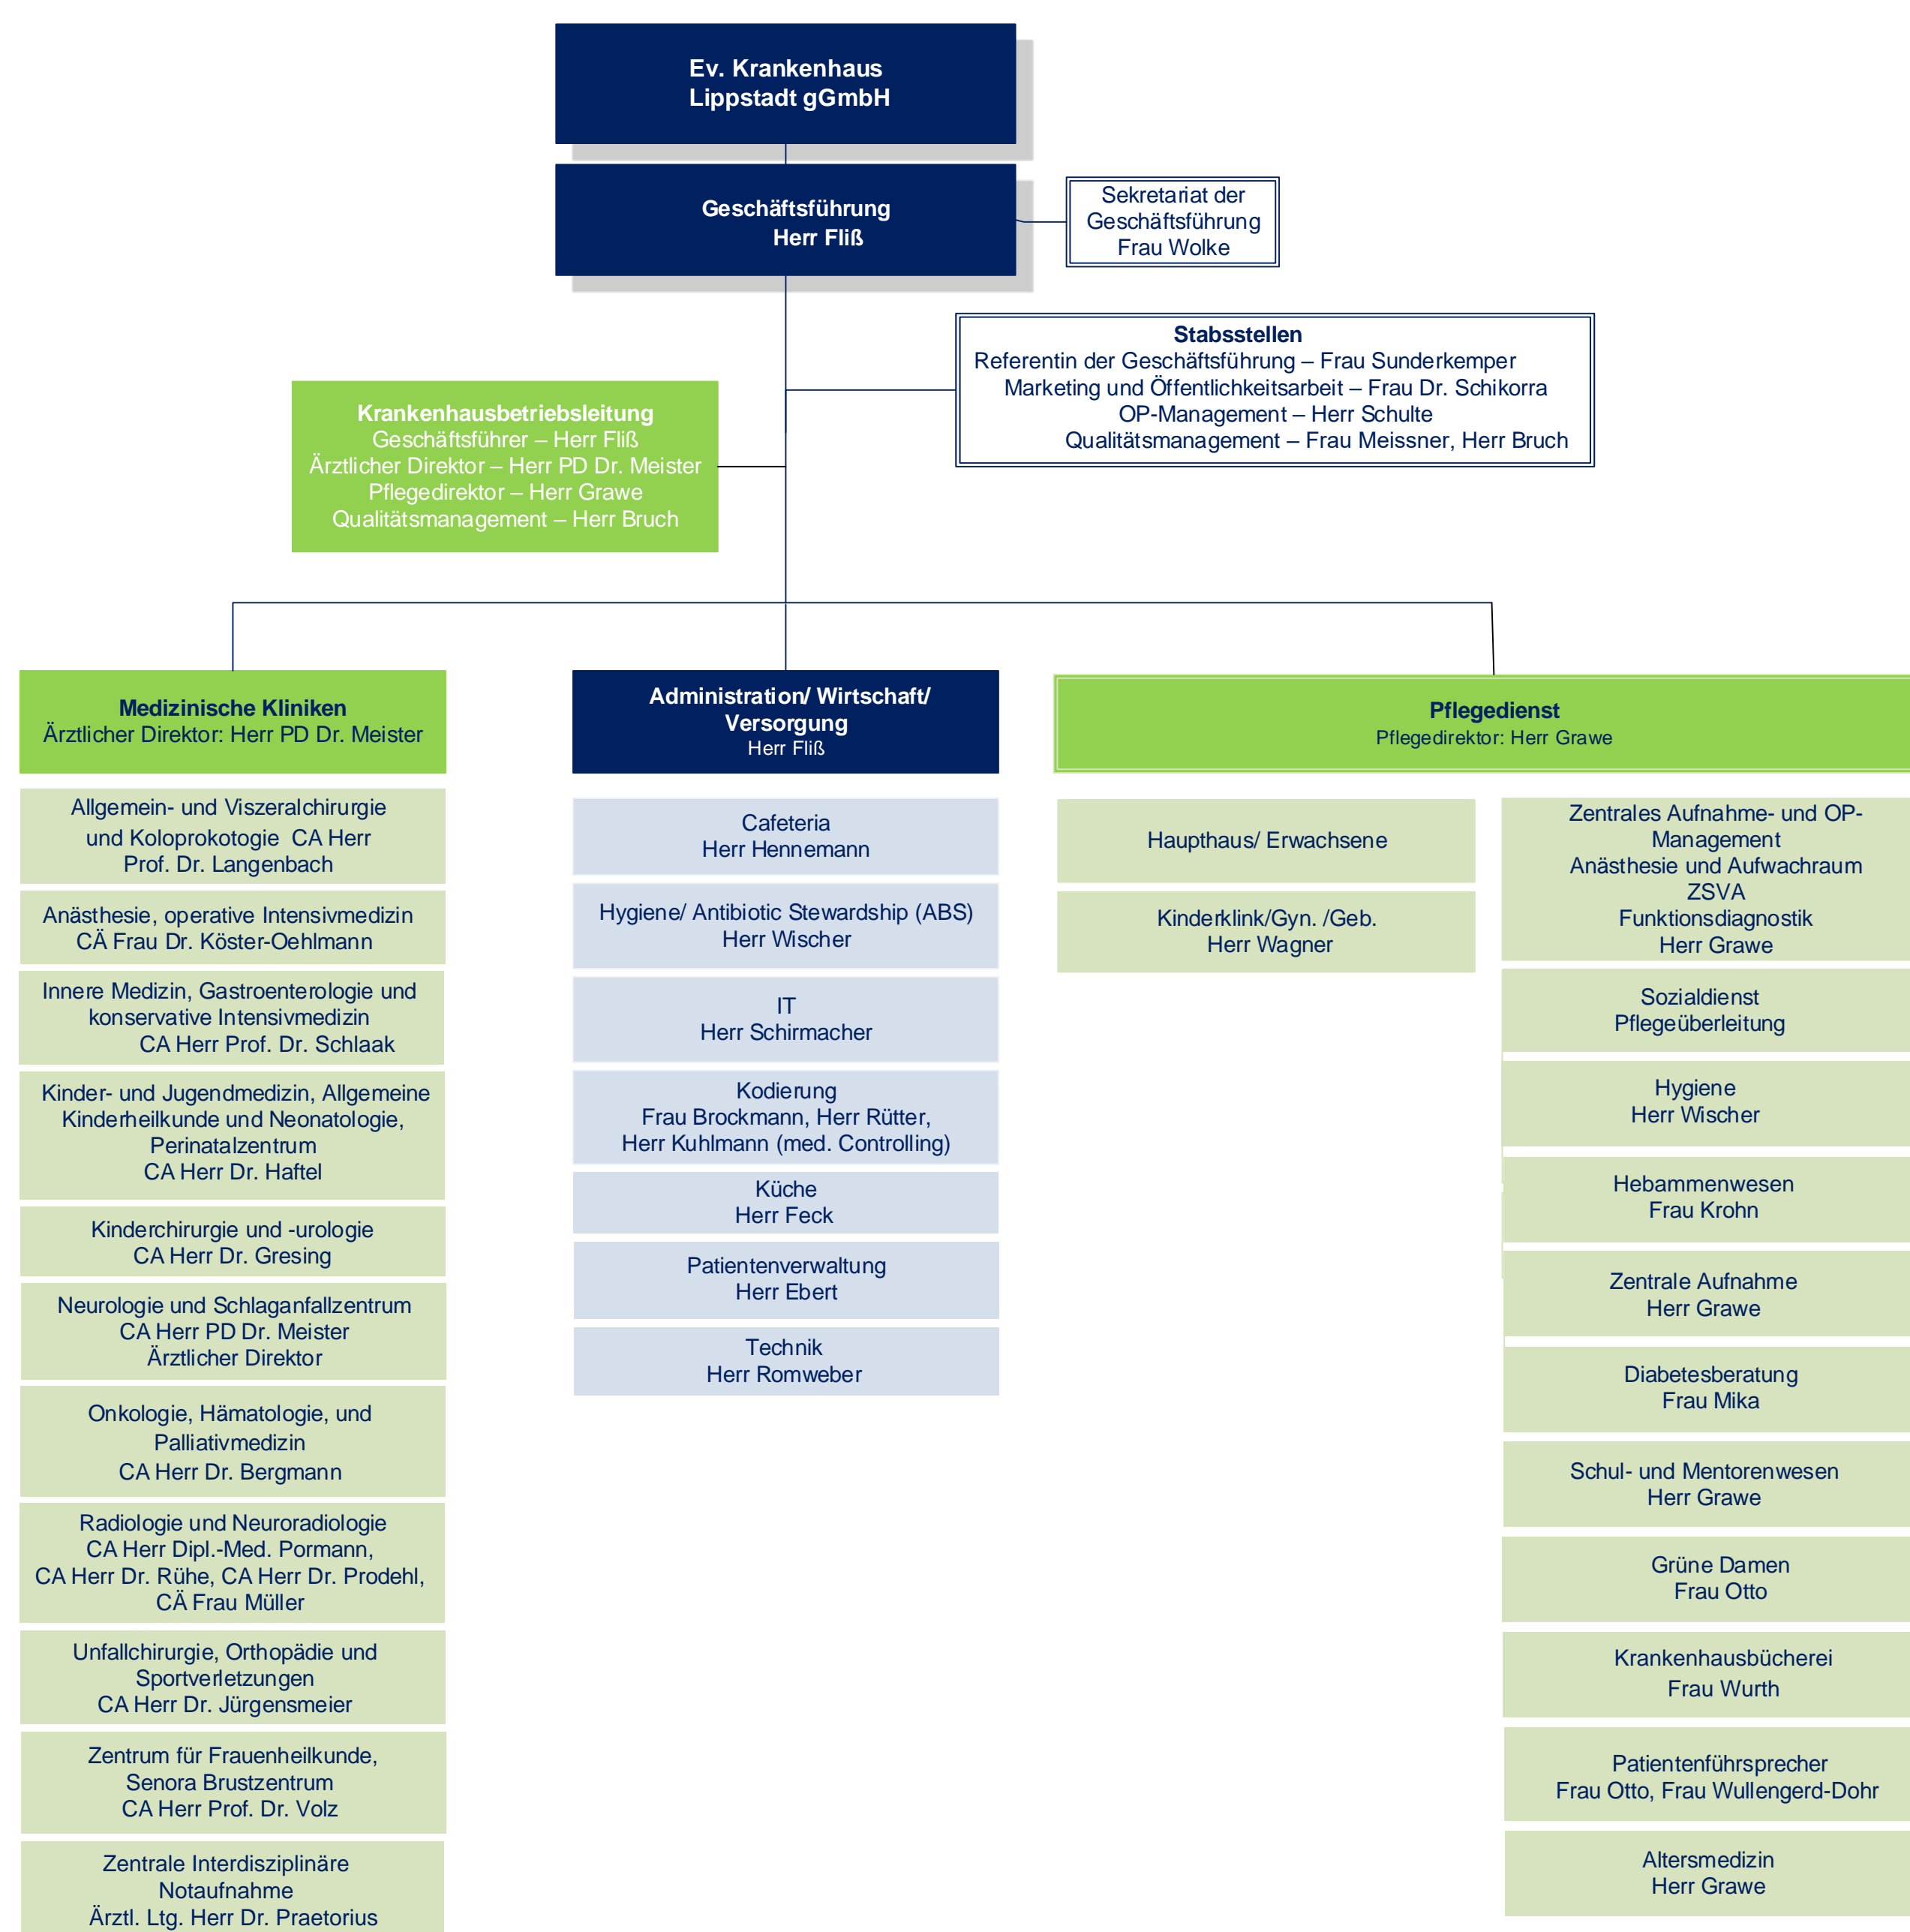 Ev. Krankenhaus
Lippstadt gGmbH
Geschäftsführung
Herr Fliß
Sekretariat der
Geschäftsführung
Frau Wolke
Stabsstellen
Referentin der Geschäftsführung – Frau Sunderkemper
Marketing und Öffentlichkeitsarbeit – Frau Dr. Schikorra
OP-Management – Herr Schulte
Qualitätsmanagement – Frau Meissner, Herr Bruch
Krankenhausbetriebsleitung
Geschäftsführer – Herr Fliß
Ärztlicher Direktor – Herr PD Dr. Meister
Pflegedirektor – Herr Grawe
Qualitätsmanagement – Herr Bruch
Medizinische Kliniken
Ärztlicher Direktor: Herr PD Dr. Meister
Allgemein- und Viszeralchirurgie
und Koloprokotogie CA Herr
Prof. Dr. Langenbach
Anästhesie, operative Intensivmedizin
CÄ Frau Dr. Köster-Oehlmann
Innere Medizin, Gastroenterologie und
konservative Intensivmedizin
CA Herr Prof. Dr. Schlaak
Kinder- und Jugendmedizin, Allgemeine
Kinderheilkunde und Neonatologie,
Perinatalzentrum
CA Herr Dr. Haftel
Kinderchirurgie und -urologie
CA Herr Dr. Gresing
Neurologie und Schlaganfallzentrum
CA Herr PD Dr. Meister
Ärztlicher Direktor
Onkologie, Hämatologie, und
Palliativmedizin
CA Herr Dr. Bergmann
Radiologie und Neuroradiologie
CA Herr Dipl.-Med. Pormann,
CA Herr Dr. Rühe, CA Herr Dr. Prodehl,
CÄ Frau Müller
Unfallchirurgie, Orthopädie und
Sportverletzungen
CA Herr Dr. Jürgensmeier
Zentrum für Frauenheilkunde,
Senora Brustzentrum
CA Herr Prof. Dr. Volz
Zentrale Interdisziplinäre
Notaufnahme
Ärztl. Ltg. Herr Dr. Praetorius
Administration/ Wirtschaft/
Versorgung
Herr Fliß
Cafeteria
Herr Hennemann
Hygiene/ Antibiotic Stewardship (ABS)
Herr Wischer
IT
Herr Schirmacher
Kodierung
Frau Brockmann, Herr Rütter,
Herr Kuhlmann (med. Controlling)
Küche
Herr Feck
Patientenverwaltung
Herr Ebert
Technik
Herr Romweber
Pflegedienst
Pflegedirektor: Herr Grawe
Haupthaus/ Erwachsene
Kinderklink/Gyn. /Geb.
Herr Wagner
Zentrales Aufnahme- und OP-
Management
Anästhesie und Aufwachraum
ZSVA
Funktionsdiagnostik
Herr Grawe
Sozialdienst
Pflegeüberleitung
Hygiene
Herr Wischer
Hebammenwesen
Frau Krohn
Zentrale Aufnahme
Herr Grawe
Diabetesberatung
Frau Mika
Schul- und Mentorenwesen
Herr Grawe
Grüne Damen
Frau Otto
Krankenhausbücherei
Frau Wurth
Patientenführsprecher
Frau Otto, Frau Wullengerd-Dohr
Altersmedizin
Herr Grawe